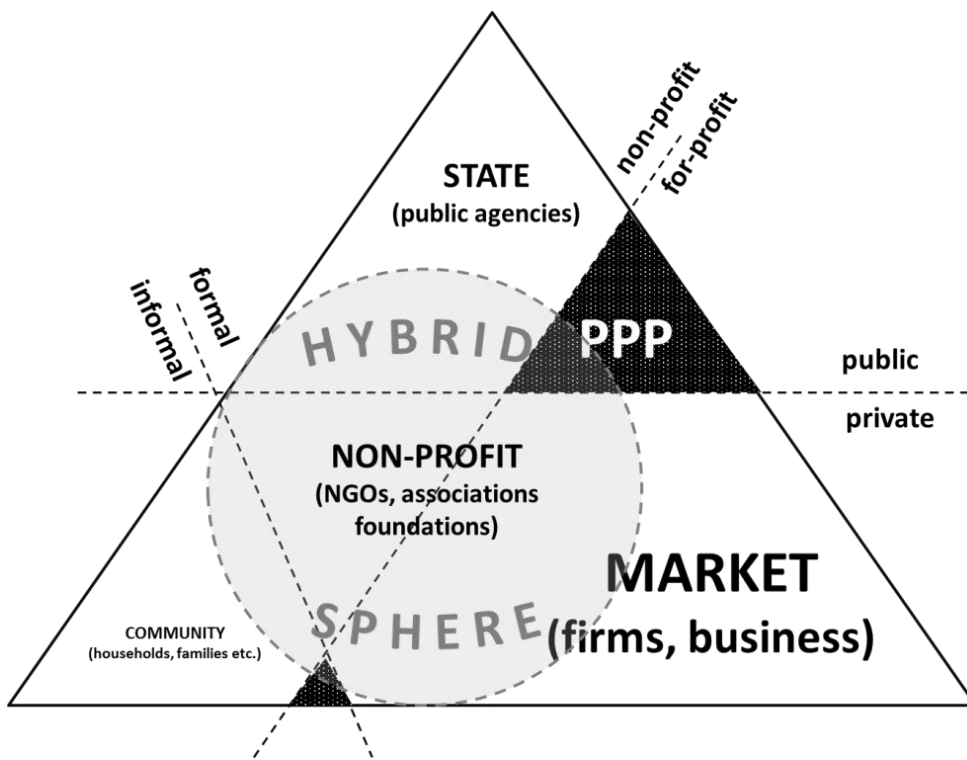 non-profit
for-profit
STATE
(public agencies)
formal
informal
HYBRID
PPP
public
private
NON-PROFIT
(NGOs, associations
foundations)
MARKET
(firms, business)
SPHERE
COMMUNITY
(households, families etc.)